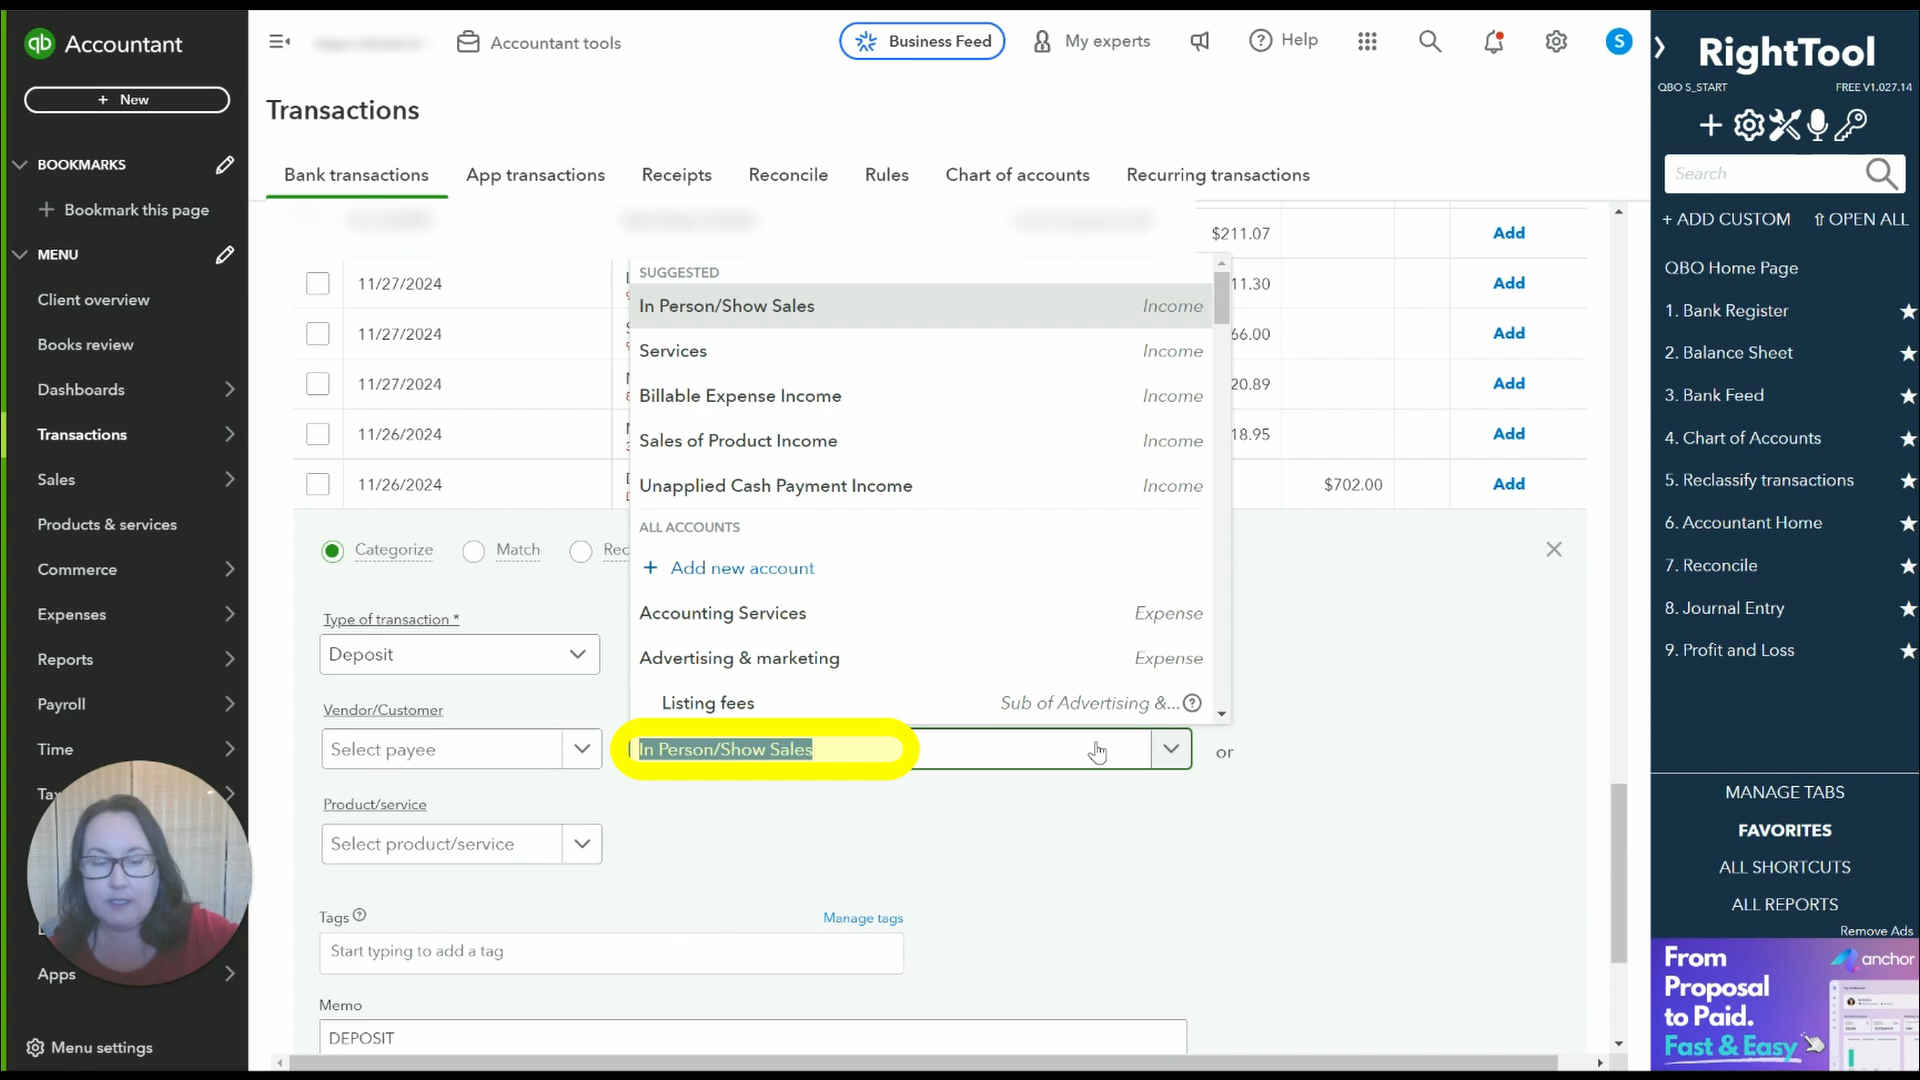 qb Accountant
+ New
BOOKMARKS
+ Bookmark this page
MENU
Client overview
Books review
Dashboards
Transactions
Sales
Products & services
Commerce
Expenses
Reports
Payroll
Time
Apps
Menu settings
Accountant tools
Business Feed
My experts
Help
S
Transactions
Bank transactions
App transactions
Receipts
Reconcile
Rules
Chart of accounts
Recurring transactions
$211.07 Add
11/27/2024 11.30 Add
11/27/2024 66.00 Add
11/27/2024 20.89 Add
11/26/2024 18.95 Add
11/26/2024 $702.00 Add
SUGGESTED
In Person/Show Sales Income
Services Income
Billable Expense Income Income
Sales of Product Income Income
Unapplied Cash Payment Income Income
ALL ACCOUNTS
+ Add new account
Accounting Services Expense
Advertising & marketing Expense
Listing fees Sub of Advertising &...
Categorize Match Rec
Type of transaction *
Deposit
Vendor/Customer
Select payee
In Person/Show Sales
or
Product/service
Select product/service
Tags
Manage tags
Start typing to add a tag
Memo
DEPOSIT
RightTool
QBO S_START FREE V1.027.14
Search
+ ADD CUSTOM ⇧ OPEN ALL
QBO Home Page
1. Bank Register
2. Balance Sheet
3. Bank Feed
4. Chart of Accounts
5. Reclassify transactions
6. Accountant Home
7. Reconcile
8. Journal Entry
9. Profit and Loss
MANAGE TABS
FAVORITES
ALL SHORTCUTS
ALL REPORTS
Remove Ads
From
Proposal
to Paid.
Fast & Easy
anchor